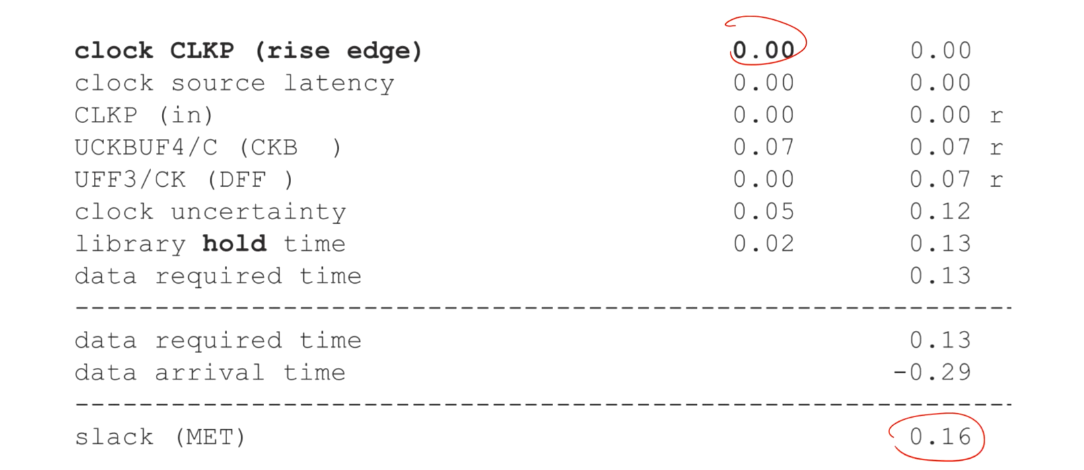 clock CLKP (rise edge) 0.00 0.00
clock source latency 0.00 0.00
CLKP (in) 0.00 0.00 r
UCKBUF4/C (CKB ) 0.07 0.07 r
UFF3/CK (DFF ) 0.00 0.07 r
clock uncertainty 0.05 0.12
library hold time 0.02 0.13
data required time 0.13
data required time 0.13
data arrival time -0.29
slack (MET) 0.16